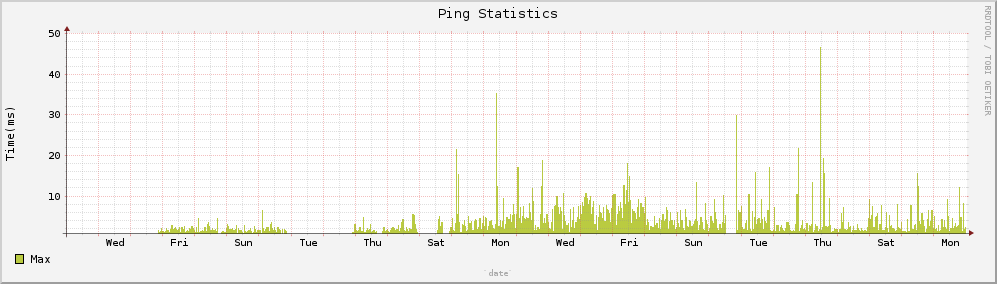 Ping Statistics
RRDTOOL / TOBI OETIKER
Time(ms)
50
40
30
20
10
Wed Fri Sun Tue Thu Sat Mon Wed Fri Sun Tue Thu Sat Mon
Max
`date`